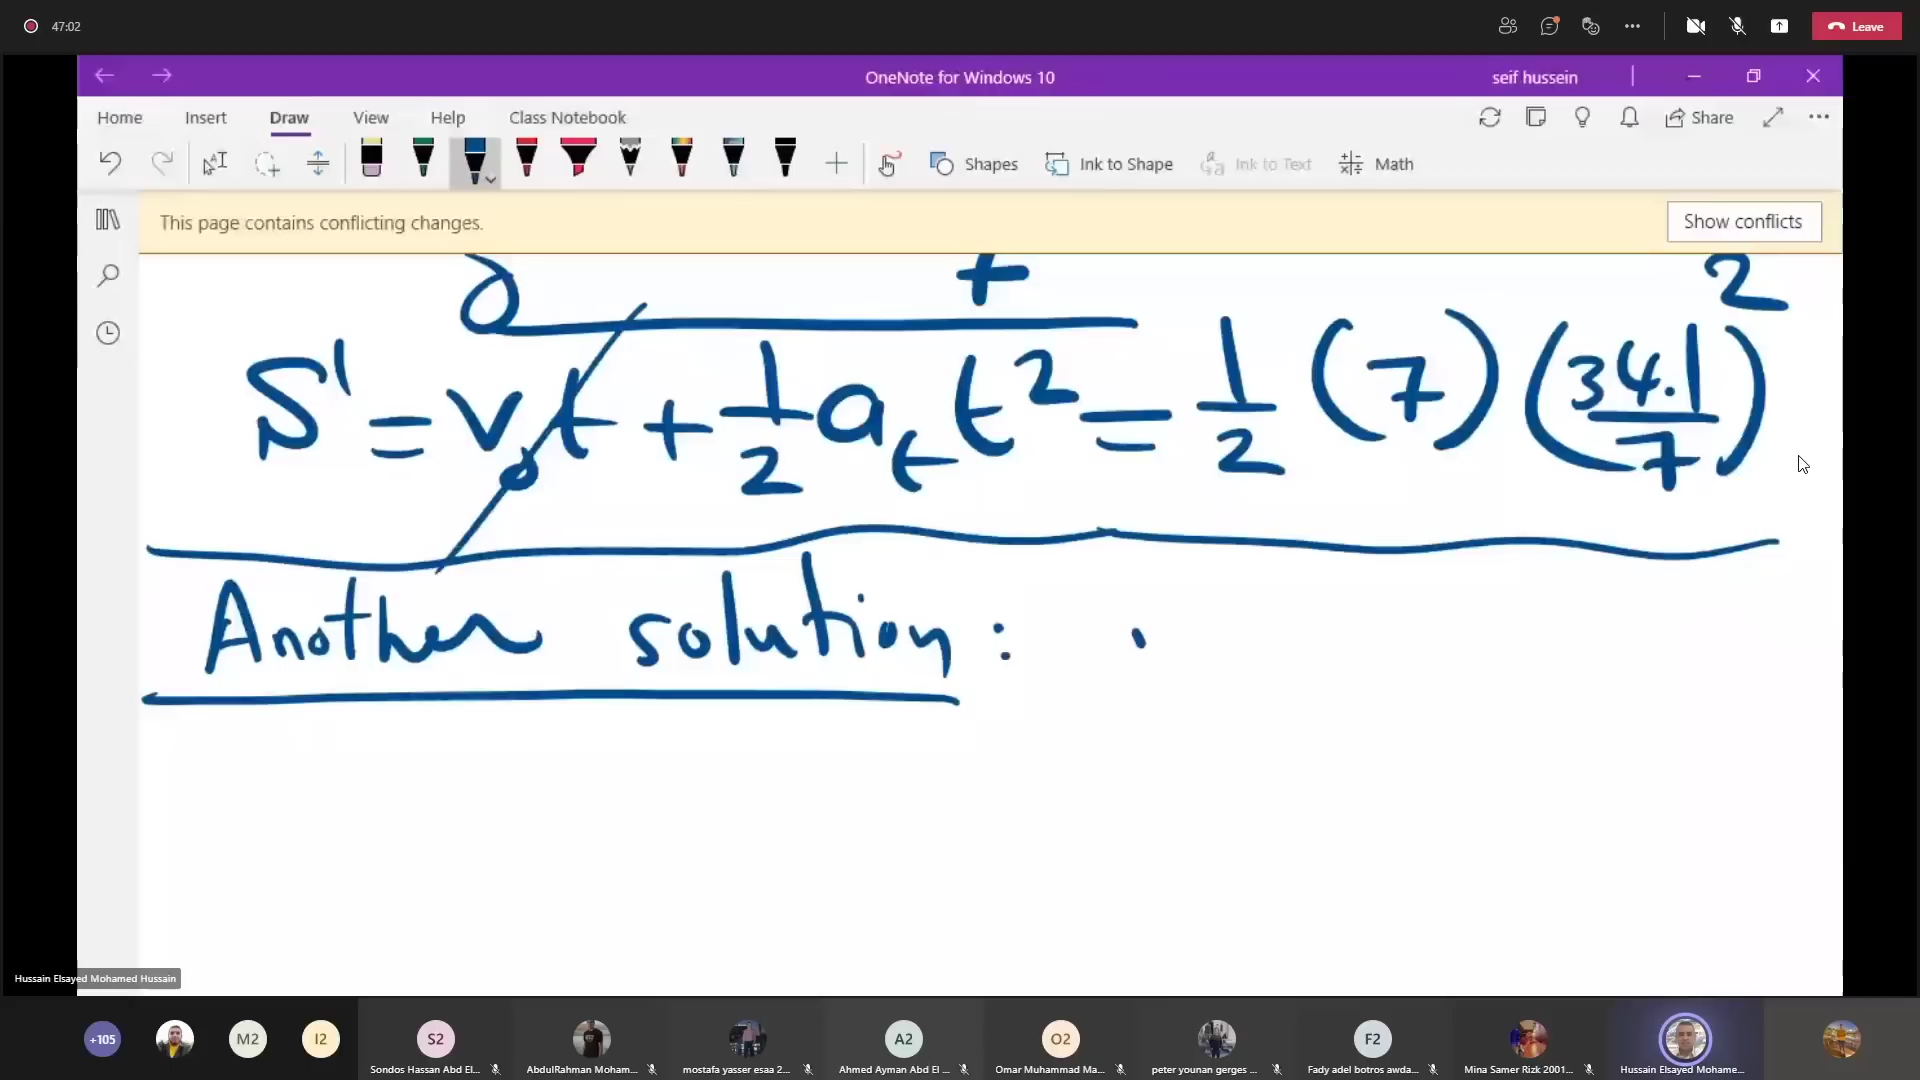 47:02
Leave
OneNote for Windows 10
seif hussein
Home Insert Draw View Help Class Notebook
Share
Shapes Ink to Shape Ink to Text Math
This page contains conflicting changes.
Show conflicts
2
S' = v₀t + 1/2 aₜ t² = 1/2 (7) (34.1/7)
Another solution :
Hussain Elsayed Mohamed Hussain
+105 M2 I2 S2 A2 O2 F2
Sondos Hassan Abd El... AbdulRahman Moham... mostafa yasser esaa 2... Ahmed Ayman Abd El ... Omar Muhammad Ma... peter younan gerges ... Fady adel botros awda... Mina Samer Rizk 2001... Hussain Elsayed Mohame...